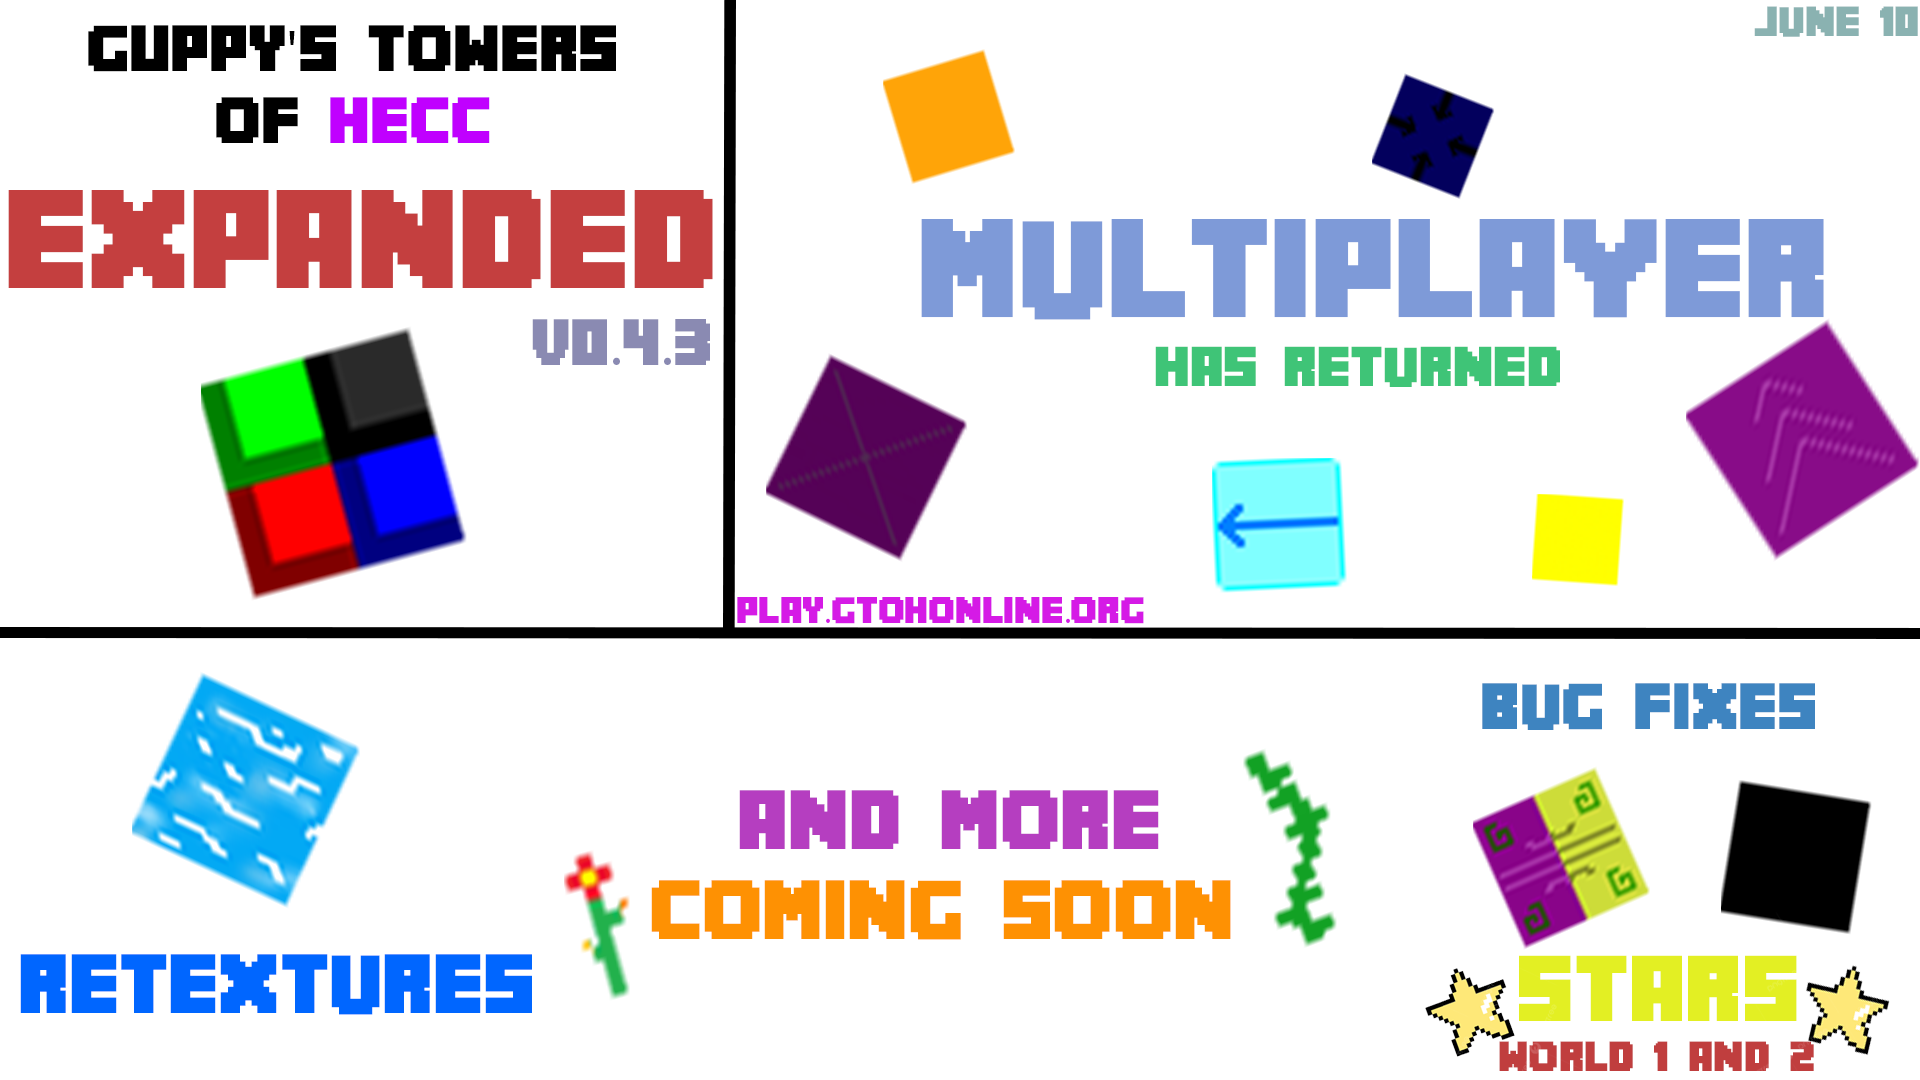 GUPPY'S TOWERS
OF HECC
EXPANDED
V0.4.3
JUNE 10
MULTIPLAYER
HAS RETURNED
PLAY.GTOHONLINE.ORG
RETEXTURES
AND MORE
COMING SOON
BUG FIXES
STARS
WORLD 1 AND 2